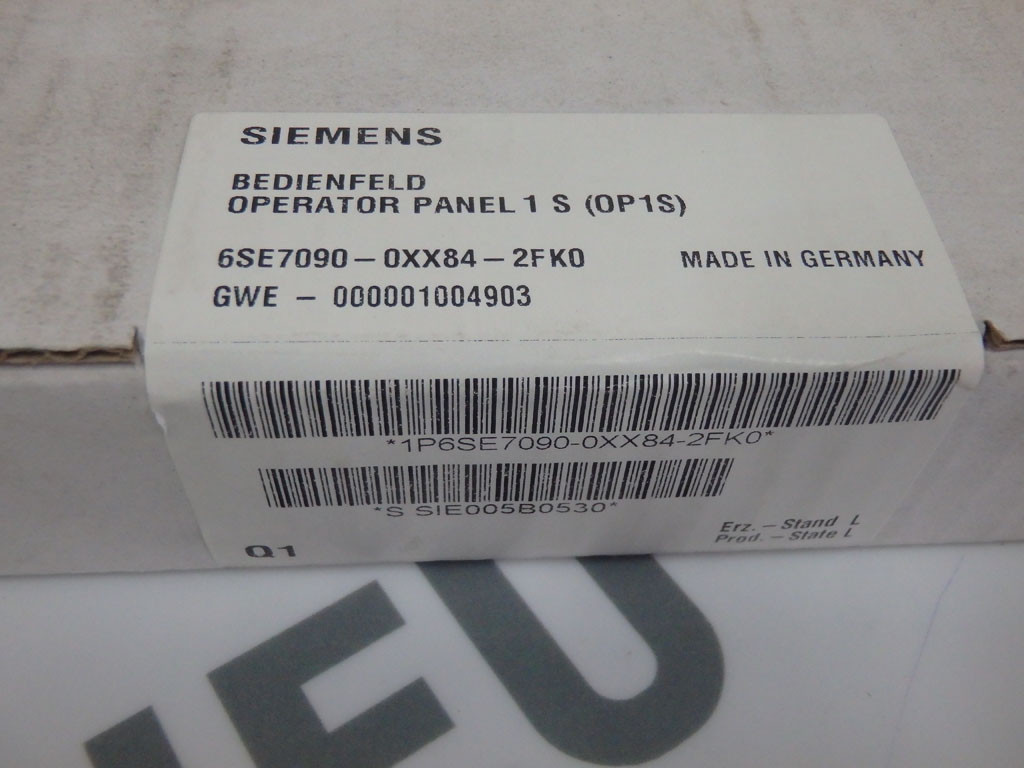 SIEMENS
BEDIENFELD
OPERATOR PANEL 1 S (OP1S)
6SE7090 – 0XX84 – 2FK0 MADE IN GERMANY
GWE – 000001004903
*1P6SE7090-0XX84-2FK0*
*S SIE005B0530*
Erz. – Stand L
Prod. – State L
Q1
NEU